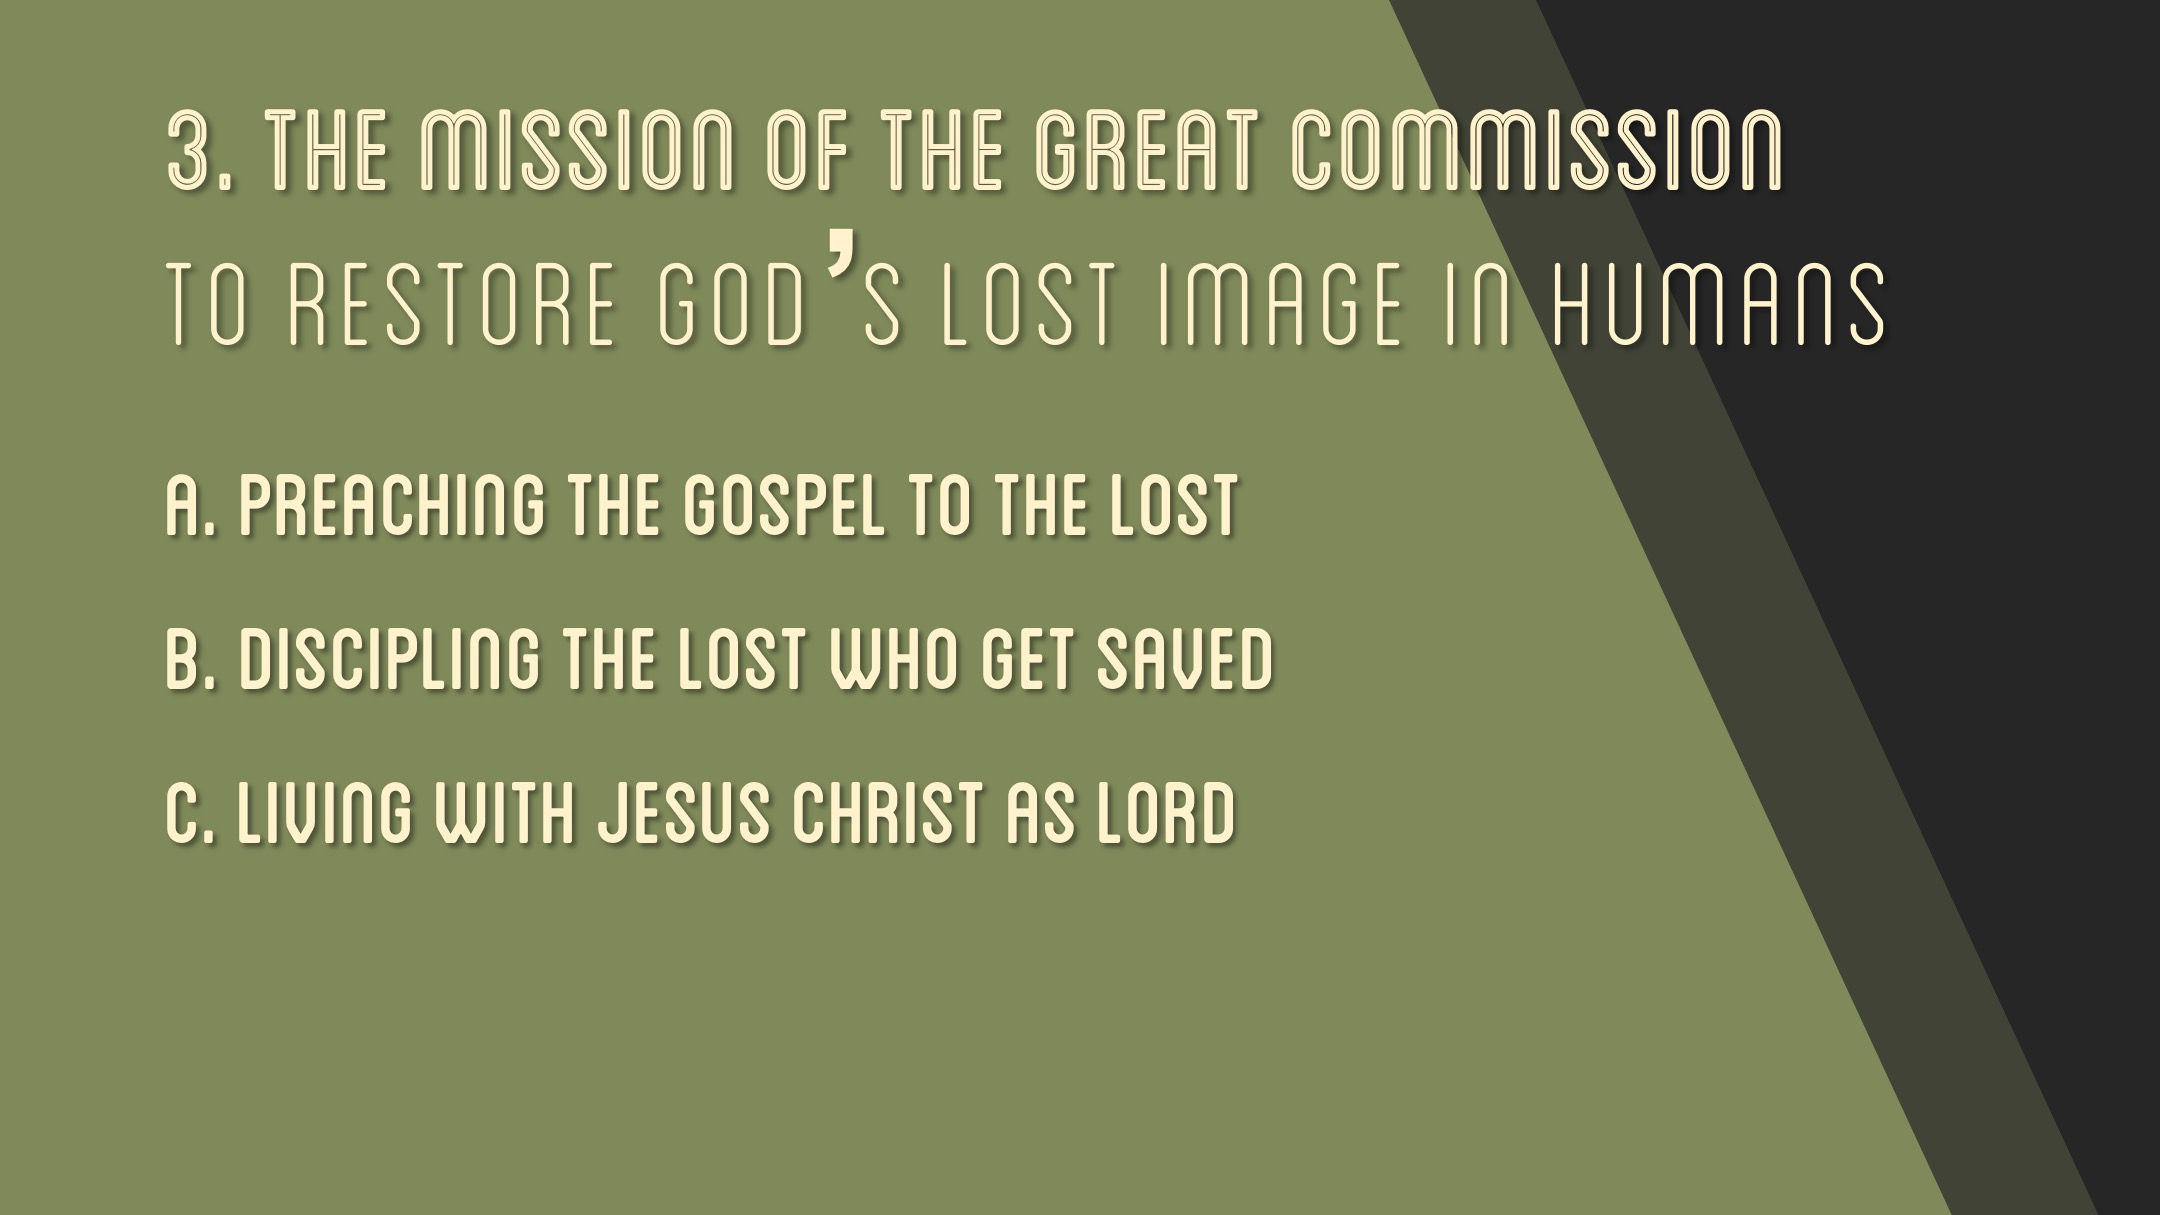 3. THE MISSION OF THE GREAT COMMISSION
TO RESTORE GOD’S LOST IMAGE IN HUMANS
A. PREACHING THE GOSPEL TO THE LOST
B. DISCIPLING THE LOST WHO GET SAVED
C. LIVING WITH JESUS CHRIST AS LORD